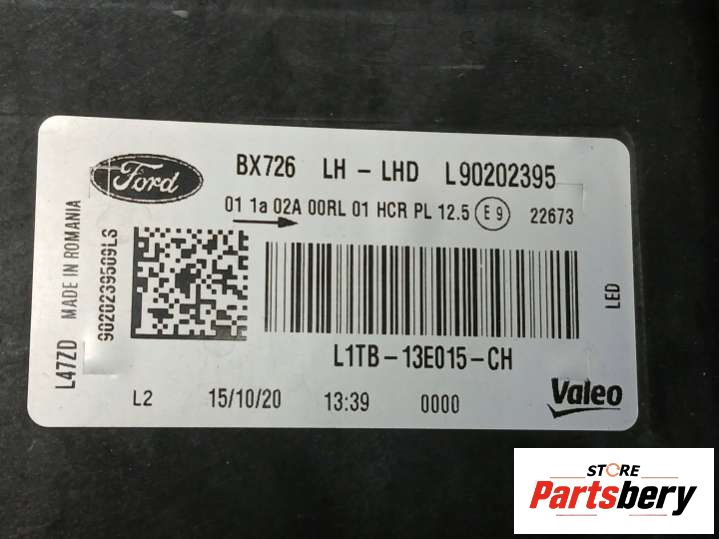 Ford
BX726 LH - LHD L90202395
01 1a 02A 00RL 01 HCR PL 12.5 E9 22673
L47ZD MADE IN ROMANIA
9020239509LS
LED
L1TB-13E015-CH
L2 15/10/20 13:39 0000
Valeo
STORE
Partsbery